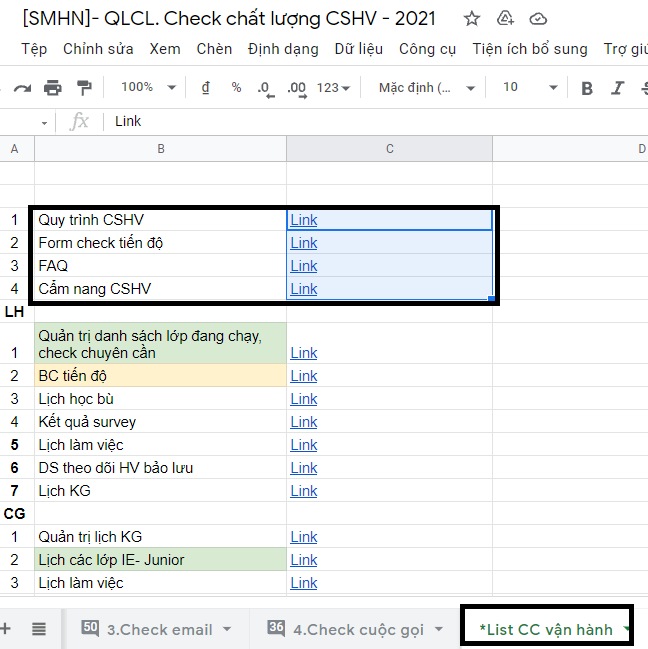 [SMHN]- QLCL. Check chất lượng CSHV - 2021
Tệp Chỉnh sửa Xem Chèn Định dạng Dữ liệu Công cụ Tiện ích bổ sung Trợ giú
100% đ % .0 .00 123 Mặc định (... 10 B I S
fx Link
A B C D
1 Quy trình CSHV Link
2 Form check tiến độ Link
3 FAQ Link
4 Cẩm nang CSHV Link
LH
Quản trị danh sách lớp đang chạy,
1 check chuyên cần Link
2 BC tiến độ Link
3 Lịch học bù Link
4 Kết quả survey Link
5 Lịch làm việc Link
6 DS theo dõi HV bảo lưu Link
7 Lịch KG Link
CG
1 Quản trị lịch KG Link
2 Lịch các lớp IE- Junior Link
3 Lịch làm việc Link
50 3.Check email 36 4.Check cuộc gọi *List CC vận hành